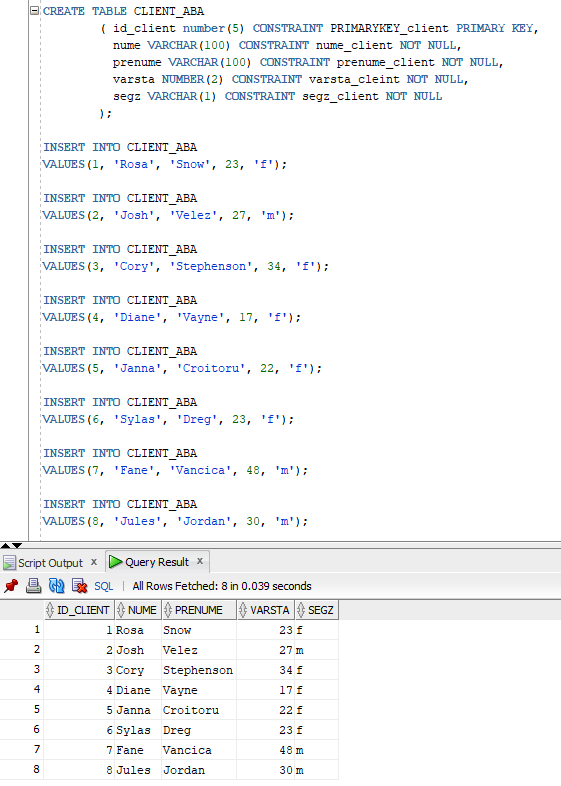 CREATE TABLE CLIENT_ABA
( id_client number(5) CONSTRAINT PRIMARYKEY_client PRIMARY KEY,
nume VARCHAR(100) CONSTRAINT nume_client NOT NULL,
prenume VARCHAR(100) CONSTRAINT prenume_client NOT NULL,
varsta NUMBER(2) CONSTRAINT varsta_cleint NOT NULL,
segz VARCHAR(1) CONSTRAINT segz_client NOT NULL
);
INSERT INTO CLIENT_ABA
VALUES(1, 'Rosa', 'Snow', 23, 'f');
INSERT INTO CLIENT_ABA
VALUES(2, 'Josh', 'Velez', 27, 'm');
INSERT INTO CLIENT_ABA
VALUES(3, 'Cory', 'Stephenson', 34, 'f');
INSERT INTO CLIENT_ABA
VALUES(4, 'Diane', 'Vayne', 17, 'f');
INSERT INTO CLIENT_ABA
VALUES(5, 'Janna', 'Croitoru', 22, 'f');
INSERT INTO CLIENT_ABA
VALUES(6, 'Sylas', 'Dreg', 23, 'f');
INSERT INTO CLIENT_ABA
VALUES(7, 'Fane', 'Vancica', 48, 'm');
INSERT INTO CLIENT_ABA
VALUES(8, 'Jules', 'Jordan', 30, 'm');
Script Output x Query Result x
SQL | All Rows Fetched: 8 in 0.039 seconds
ID_CLIENT NUME PRENUME VARSTA SEGZ
1 1 Rosa Snow 23 f
2 2 Josh Velez 27 m
3 3 Cory Stephenson 34 f
4 4 Diane Vayne 17 f
5 5 Janna Croitoru 22 f
6 6 Sylas Dreg 23 f
7 7 Fane Vancica 48 m
8 8 Jules Jordan 30 m